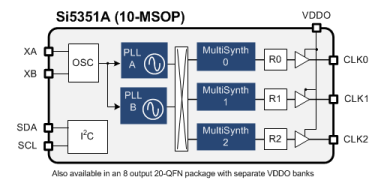 Si5351A (10-MSOP)
VDDO
XA
XB
OSC
PLL
A
PLL
B
MultiSynth
0
R0
CLK0
MultiSynth
1
R1
CLK1
MultiSynth
2
R2
CLK2
SDA
SCL
I²C
Also available in an 8 output 20-QFN package with separate VDDO banks